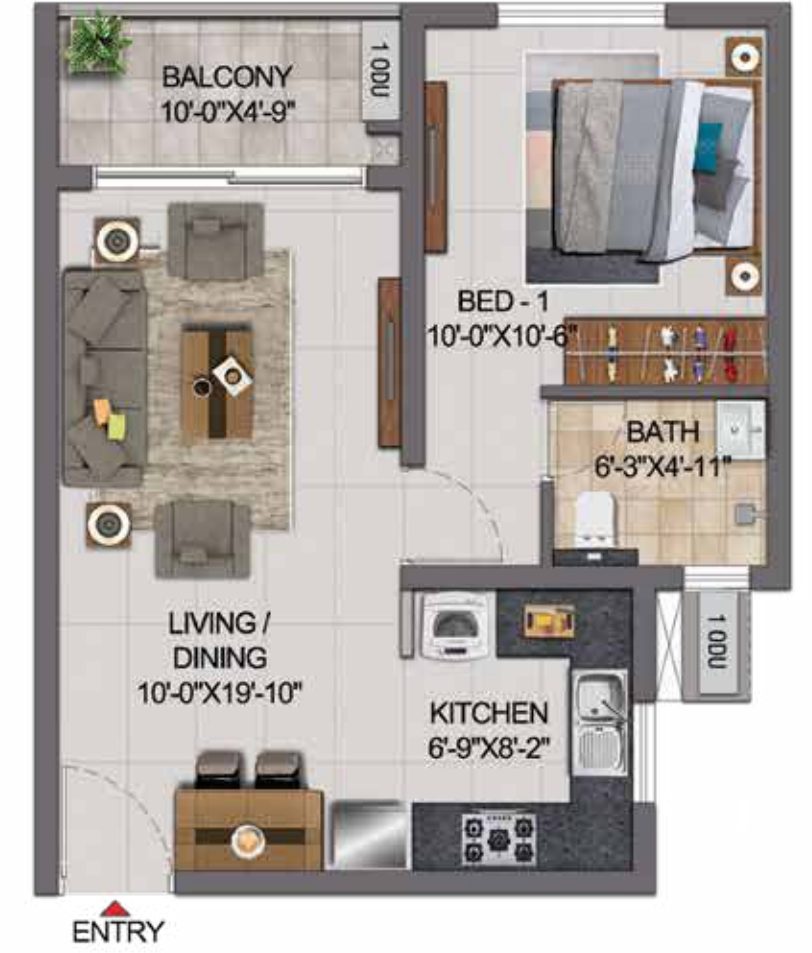 BALCONY
10'-0"X4'-9"
1 ODU
BED - 1
10'-0"X10'-6"
BATH
6'-3"X4'-11"
LIVING /
DINING
10'-0"X19'-10"
1 ODU
KITCHEN
6'-9"X8'-2"
ENTRY